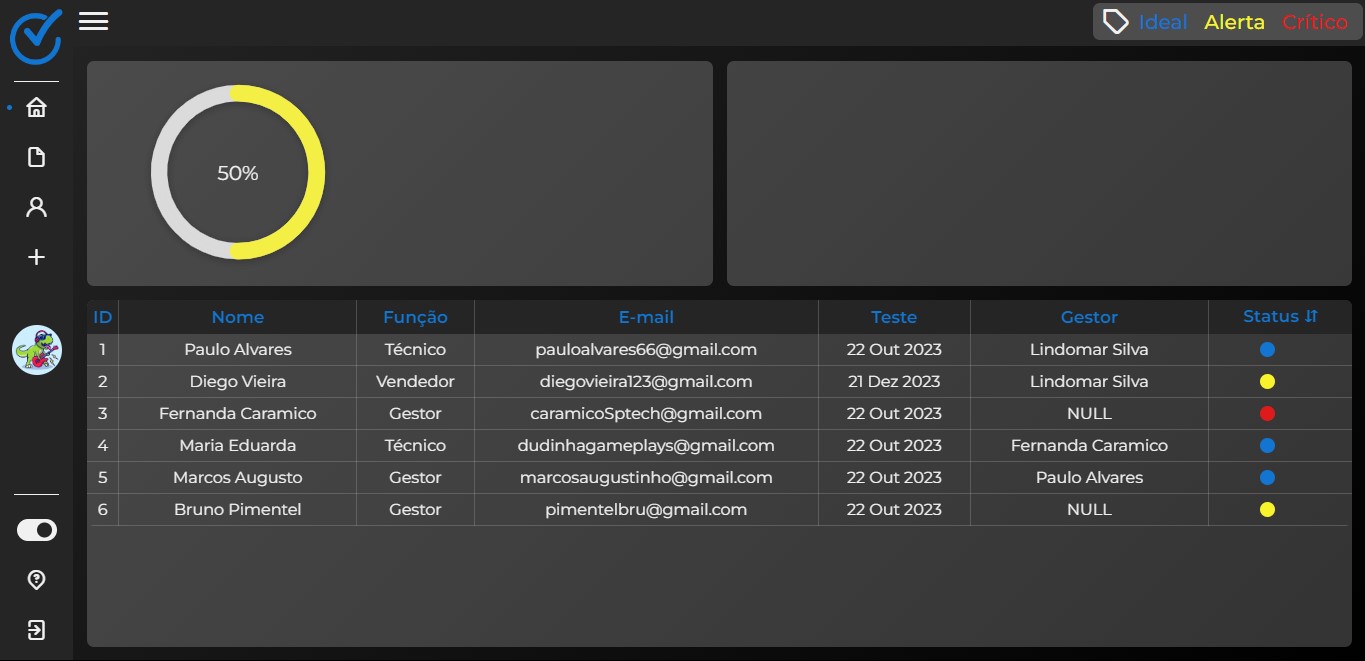 Ideal Alerta Crítico
50%
ID Nome Função E-mail Teste Gestor Status
1 Paulo Alvares Técnico pauloalvares66@gmail.com 22 Out 2023 Lindomar Silva
2 Diego Vieira Vendedor diegovieira123@gmail.com 21 Dez 2023 Lindomar Silva
3 Fernanda Caramico Gestor caramicoSptech@gmail.com 22 Out 2023 NULL
4 Maria Eduarda Técnico dudinhagameplays@gmail.com 22 Out 2023 Fernanda Caramico
5 Marcos Augusto Gestor marcosaugustinho@gmail.com 22 Out 2023 Paulo Alvares
6 Bruno Pimentel Gestor pimentelbru@gmail.com 22 Out 2023 NULL